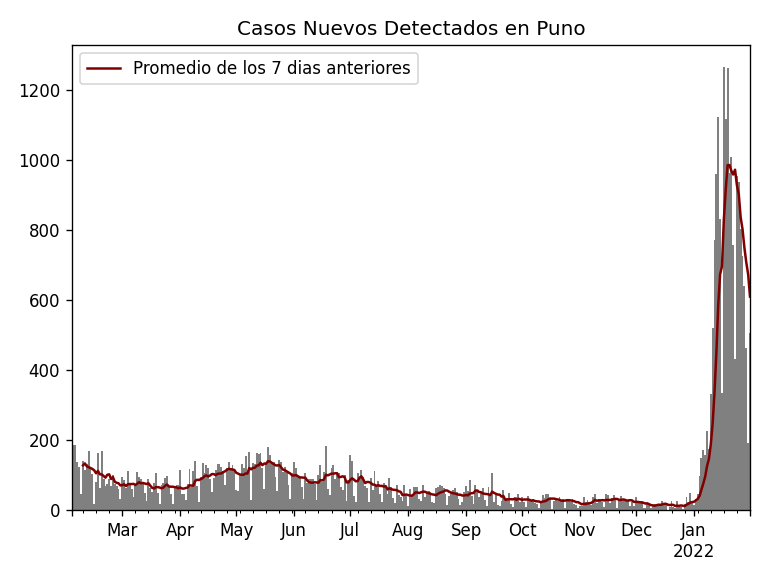 Casos Nuevos Detectados en Puno
Promedio de los 7 dias anteriores
1200
1000
800
600
400
200
0
Mar Apr May Jun Jul Aug Sep Oct Nov Dec Jan
2022